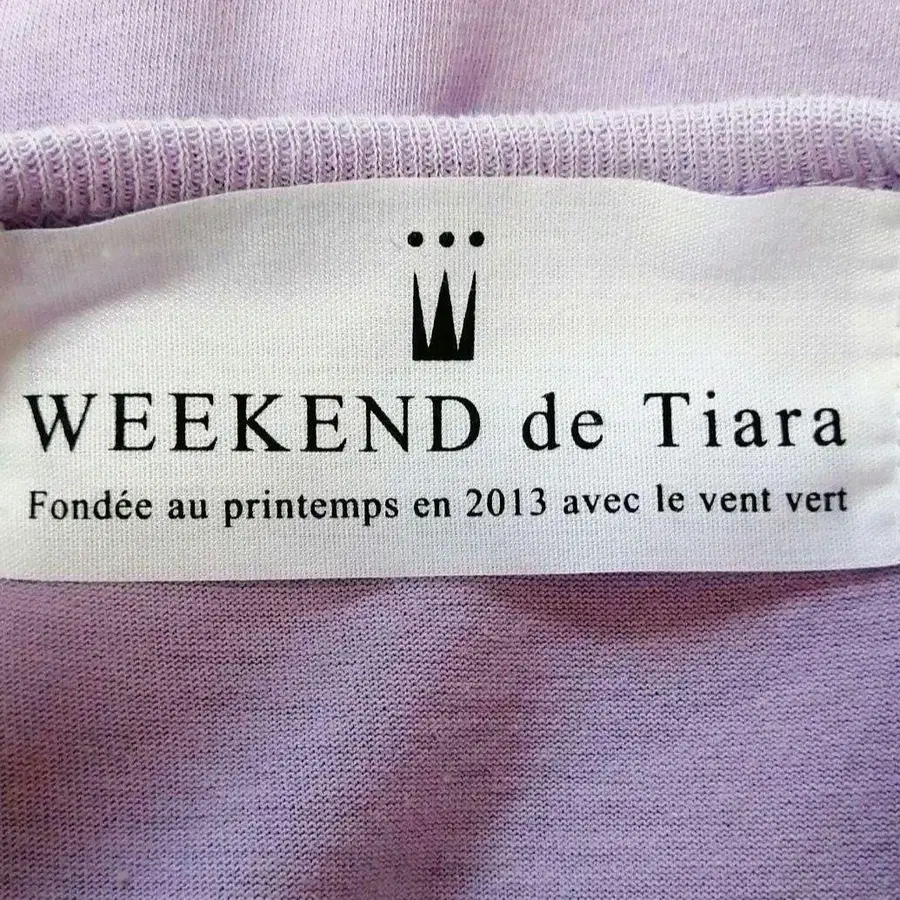 WEEKEND de Tiara
Fondée au printemps en 2013 avec le vent vert